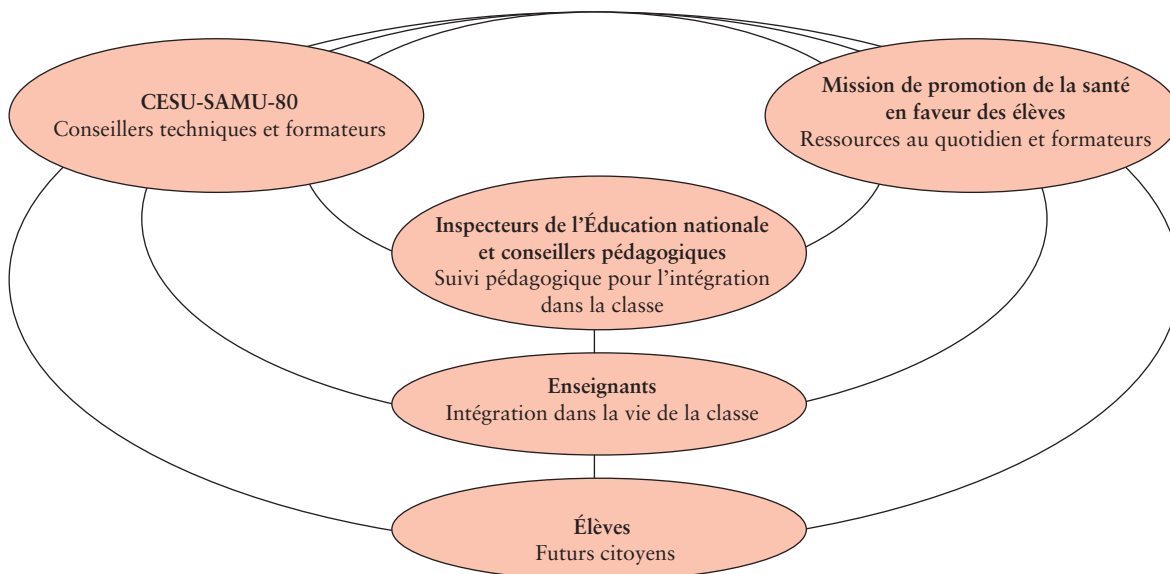 CESU-SAMU-80
Conseillers techniques et formateurs
Mission de promotion de la santé
en faveur des élèves
Ressources au quotidien et formateurs
Inspecteurs de l'Éducation nationale
et conseillers pédagogiques
Suivi pédagogique pour l'intégration
dans la classe
Enseignants
Intégration dans la vie de la classe
Élèves
Futurs citoyens